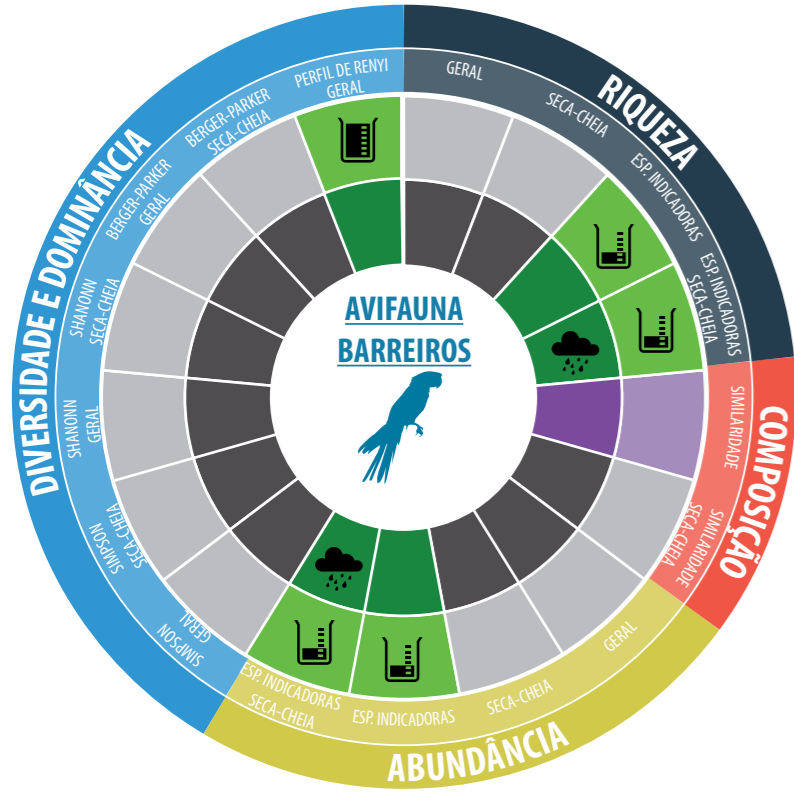 AVIFAUNA
BARREIROS
RIQUEZA
GERAL
SECA-CHEIA
ESP. INDICADORAS
ESP. INDICADORAS
SECA-CHEIA
COMPOSIÇÃO
SIMILARIDADE
SIMILARIDADE
SECA-CHEIA
ABUNDÂNCIA
GERAL
SECA-CHEIA
ESP. INDICADORAS
ESP. INDICADORAS
SECA-CHEIA
DIVERSIDADE E DOMINÂNCIA
SIMPSON
GERAL
SIMPSON
SECA-CHEIA
SHANONN
GERAL
SHANONN
SECA-CHEIA
BERGER-PARKER
GERAL
BERGER-PARKER
SECA-CHEIA
PERFIL DE RENYI
GERAL